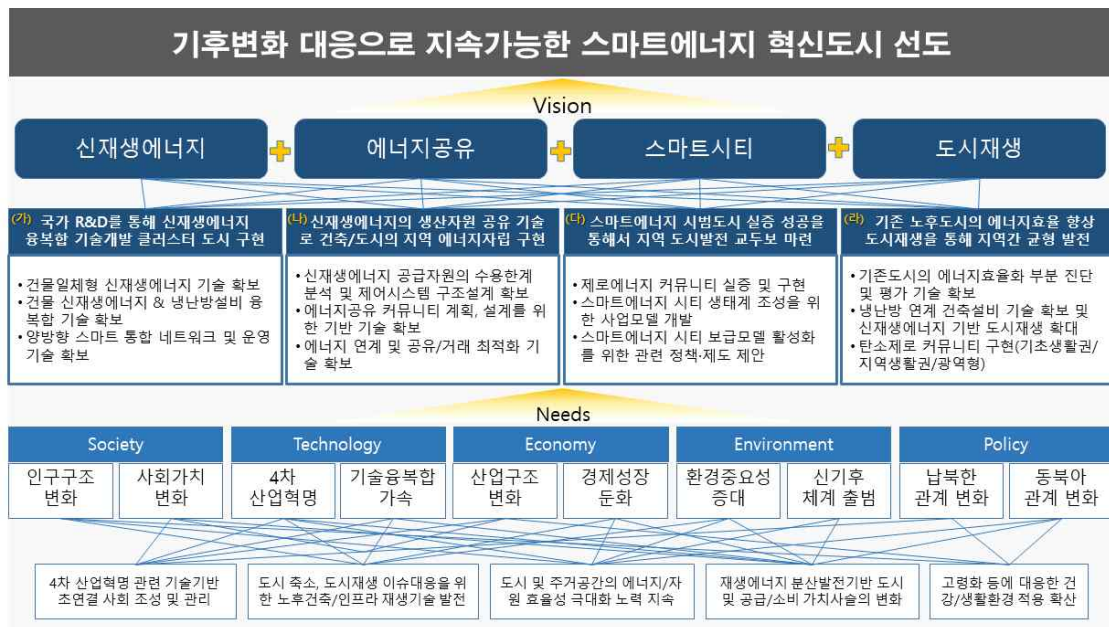 기후변화 대응으로 지속가능한 스마트에너지 혁신도시 선도
Vision
신재생에너지
에너지공유
스마트시티
도시재생
(가) 국가 R&D를 통해 신재생에너지
융복합 기술개발 클러스터 도시 구현
• 건물일체형 신재생에너지 기술 확보
• 건물 신재생에너지 & 냉난방설비 융
복합 기술 확보
• 양방향 스마트 통합 네트워크 및 운영
기술 확보
(나) 신재생에너지의 생산자원 공유 기술
로 건축/도시의 지역 에너지자립 구현
• 신재생에너지 공급자원의 수용한계
분석 및 제어시스템 구조설계 확보
• 에너지공유 커뮤니티 계획, 설계를 위
한 기반 기술 확보
• 에너지 연계 및 공유/거래 최적화 기
술 확보
(다) 스마트에너지 시범도시 실증 성공을
통해서 지역 도시발전 교두보 마련
• 제로에너지 커뮤니티 실증 및 구현
• 스마트에너지 시티 생태계 조성을 위
한 사업모델 개발
• 스마트에너지 시티 보급모델 활성화
를 위한 관련 정책·제도 제안
(라) 기존 노후도시의 에너지효율 향상
도시재생을 통해 지역간 균형 발전
• 기존도시의 에너지효율화 부분 진단
및 평가 기술 확보
• 냉난방 연계 건축설비 기술 확보 및
신재생에너지 기반 도시재생 확대
• 탄소제로 커뮤니티 구현(기초생활권/
지역생활권/광역형)
Needs
Society
Technology
Economy
Environment
Policy
인구구조
변화
사회가치
변화
4차
산업혁명
기술융복합
가속
산업구조
변화
경제성장
둔화
환경중요성
증대
신기후
체계 출범
납북한
관계 변화
동북아
관계 변화
4차 산업혁명 관련 기술기반
초연결 사회 조성 및 관리
도시 축소, 도시재생 이슈대응을 위
한 노후건축/인프라 재생기술 발전
도시 및 주거공간의 에너지/자
원 효율성 극대화 노력 지속
재생에너지 분산발전기반 도시
및 공급/소비 가치사슬의 변화
고령화 등에 대응한 건
강/생활환경 적용 확산